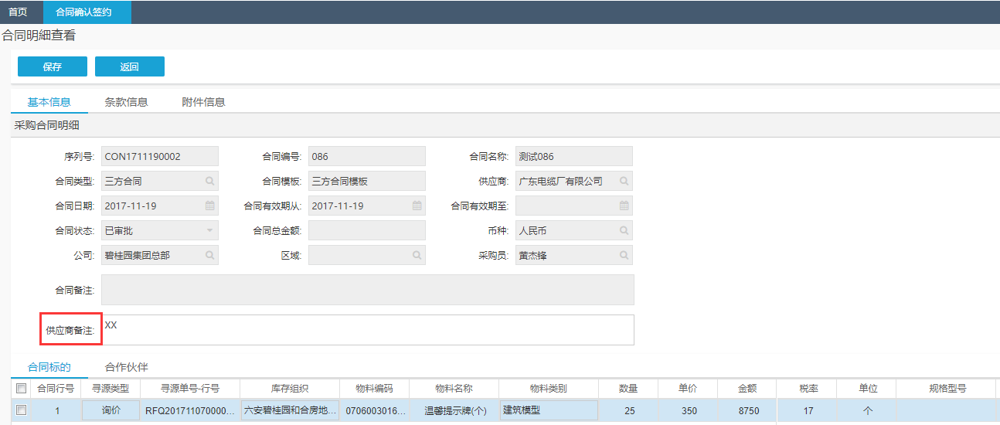 首页 合同确认签约
合同明细查看
保存 返回
基本信息 条款信息 附件信息
采购合同明细
序列号: CON1711190002 合同编号: 086 合同名称: 测试086
合同类型: 三方合同 合同模板: 三方合同模板 供应商: 广东电缆厂有限公司
合同日期: 2017-11-19 合同有效期从: 2017-11-19 合同有效期至:
合同状态: 已审批 合同总金额: 币种: 人民币
公司: 碧桂园集团总部 区域: 采购员: 黄杰锋
合同备注:
供应商备注: XX
合同标的 合作伙伴
合同行号 寻源类型 寻源单号-行号 库存组织 物料编码 物料名称 物料类别 数量 单价 金额 税率 单位 规格型号
1 询价 RFQ201711070000... 六安碧桂园和合房地... 0706003016... 温馨提示牌(个) 建筑模型 25 350 8750 17 个